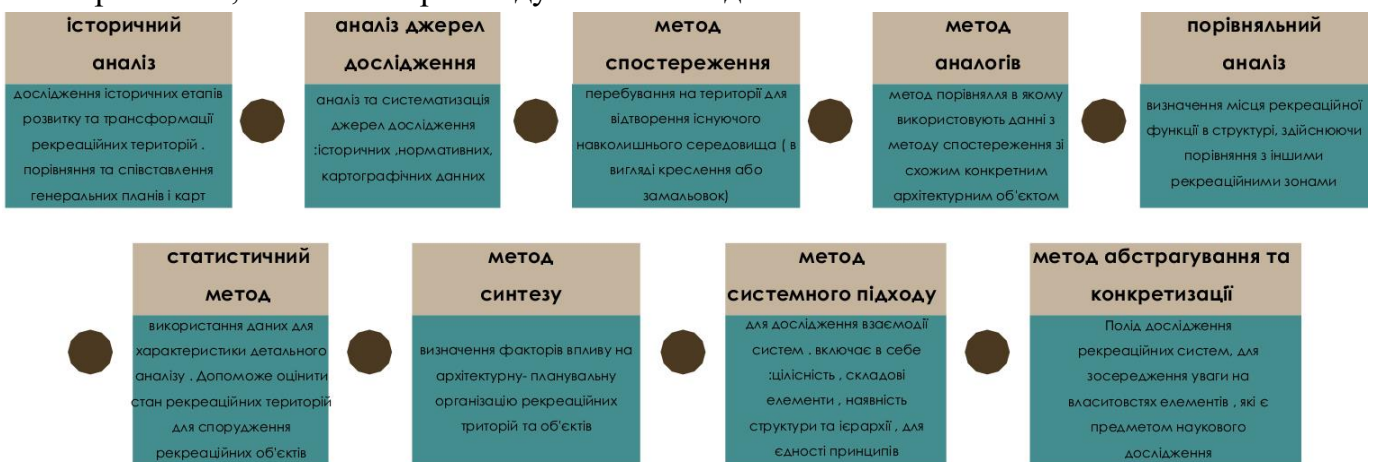 історичний
аналіз
дослідження історичних етапів
розвитку та трансформації
рекреаційних територій .
порівняння та співставлення
генеральних планів і карт
аналіз джерел
дослідження
аналіз та систематизація
джерел дослідження
:історичних ,нормативних,
картографічних данних
метод
спостереження
перебування на території для
відтворення існуючого
навколишнього середовища ( в
вигляді креслення або
замальовок)
метод
аналогів
метод порівнялля в якому
використовують данні з
методу спостереження зі
схожим конкретним
архітектурним об'єктом
порівняльний
аналіз
визначення місця рекреаційної
функції в структурі, здійснюючи
порівняння з іншими
рекреаційними зонами
статистичний
метод
використання даних для
характеристики детального
аналізу . Допоможе оцінити
стан рекреаційних територій
для спорудження
рекреаційних об'єктів
метод
синтезу
визначення факторів впливу на
архітектурну- планувальну
організацію рекреаційних
триторій та об'єктів
метод
системного підходу
для дослідження взаємодії
систем . включає в себе
:цілісність , складові
елементи , наявність
структури та ієрархії , для
єдності принципів
метод абстрагування та
конкретизації
Полід дослідження
рекреаційних систем, для
зосередження уваги на
властовстях елементів , які є
предметом наукового
дослідження